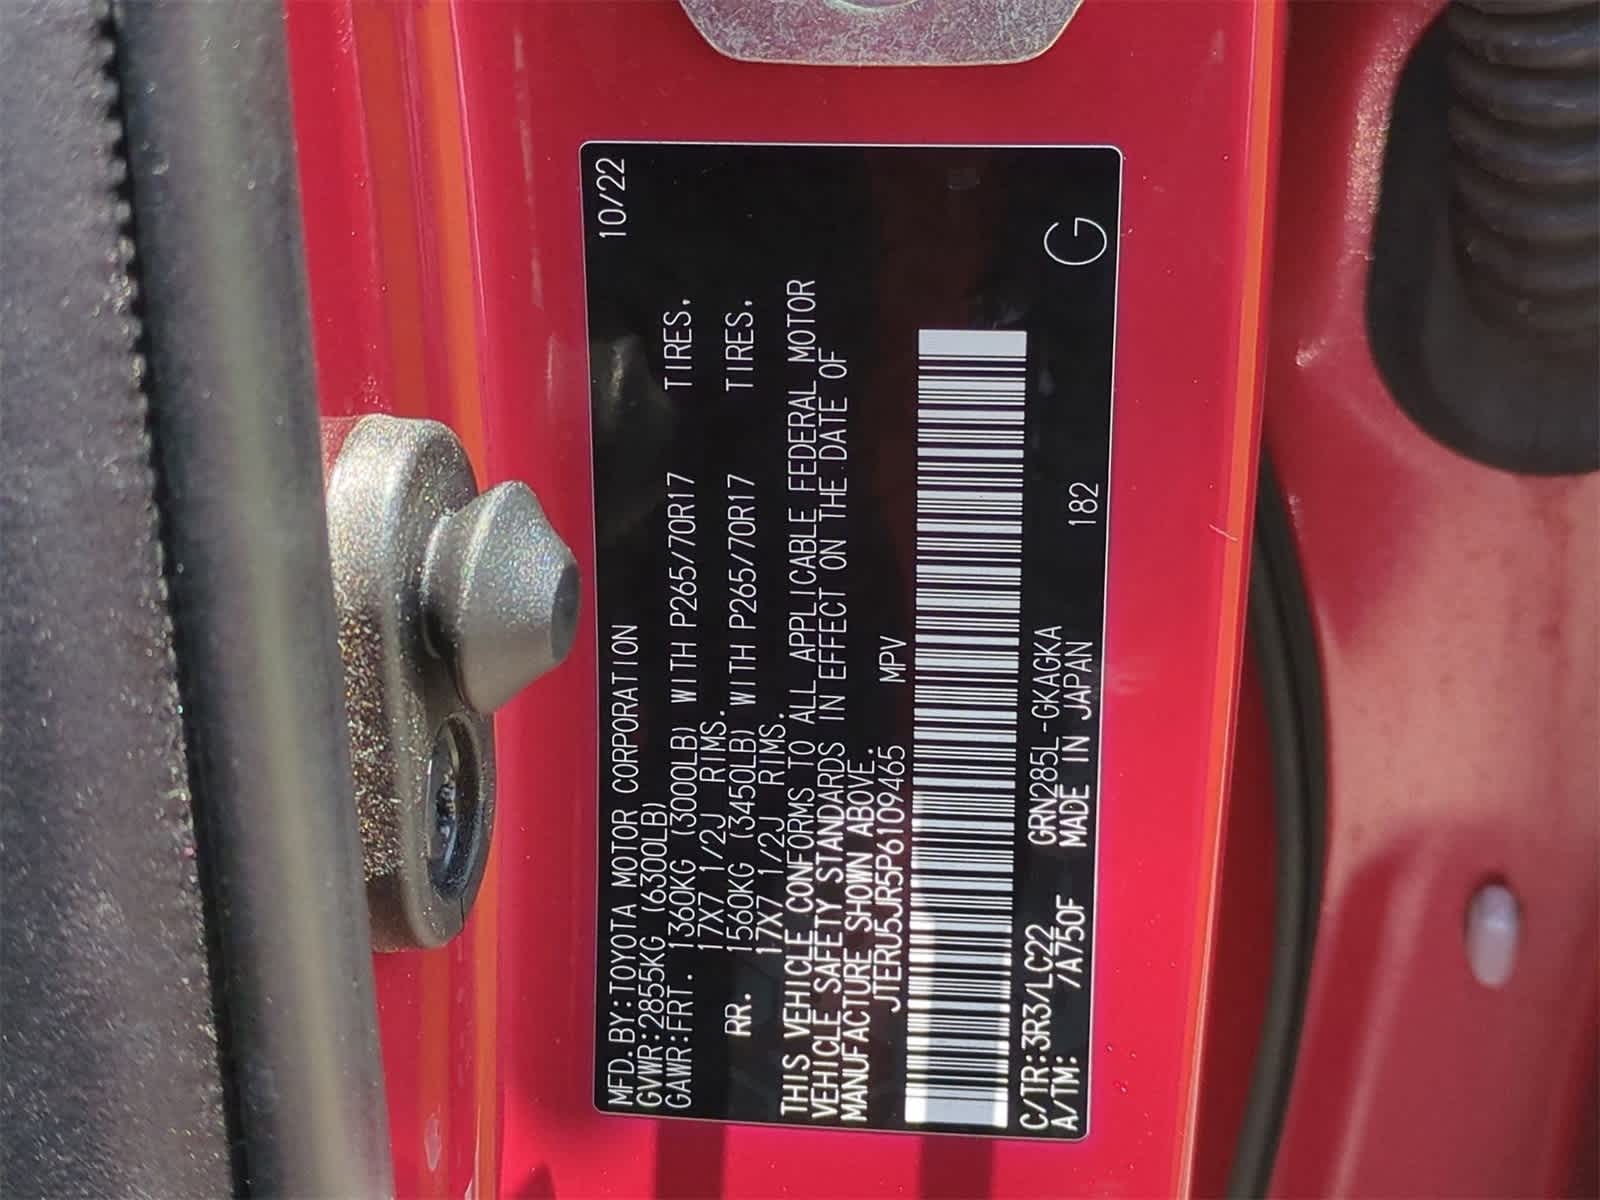 MFD.BY:TOYOTA MOTOR CORPORATION 10/22
GVWR:2855KG (6300LB)
GAWR:FRT. 1360KG (3000LB) WITH P265/70R17 TIRES.
17X7 1/2J RIMS.
RR. 1560KG (3450LB) WITH P265/70R17 TIRES.
17X7 1/2J RIMS.
THIS VEHICLE CONFORMS TO ALL APPLICABLE FEDERAL MOTOR
VEHICLE SAFETY STANDARDS IN EFFECT ON THE DATE OF
MANUFACTURE SHOWN ABOVE.
JTERU5JR5P6109465 MPV
C/TR:3R3/LC22 GRN285L-GKAGKA
A/TM: /A750F MADE IN JAPAN 182 G